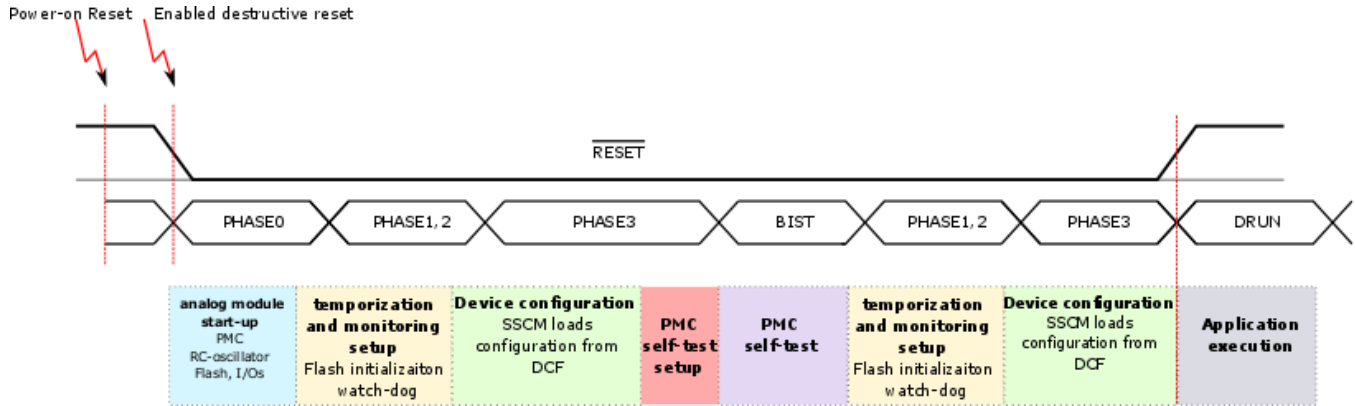 Power-on Reset
Enabled destructive reset
RESET
PHASE0
PHASE1, 2
PHASE3
BIST
PHASE1, 2
PHASE3
DRUN
analog module
start-up
PMC
RC-oscillator
Flash, I/Os
temporization
and monitoring
setup
Flash initializaiton
watch-dog
Device configuration
SSCM loads
configuration from
DCF
PMC
self-test
setup
PMC
self-test
temporization
and monitoring
setup
Flash initializaiton
watch-dog
Device configuration
SSCM loads
configuration from
DCF
Application
execution